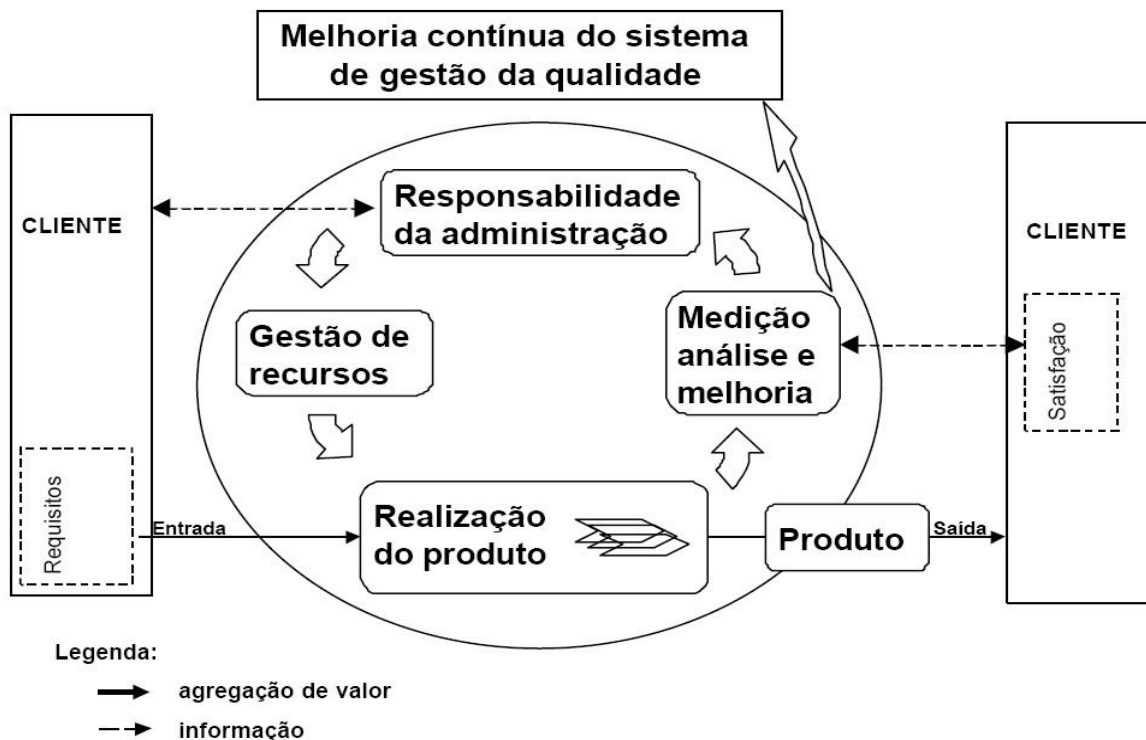 Melhoria contínua do sistema
de gestão da qualidade
CLIENTE
Responsabilidade
da administração
CLIENTE
Gestão de
recursos
Medição
análise e
melhoria
Satisfação
Requisitos
Entrada
Realização
do produto
Produto
Saída
Legenda:
agregação de valor
informação